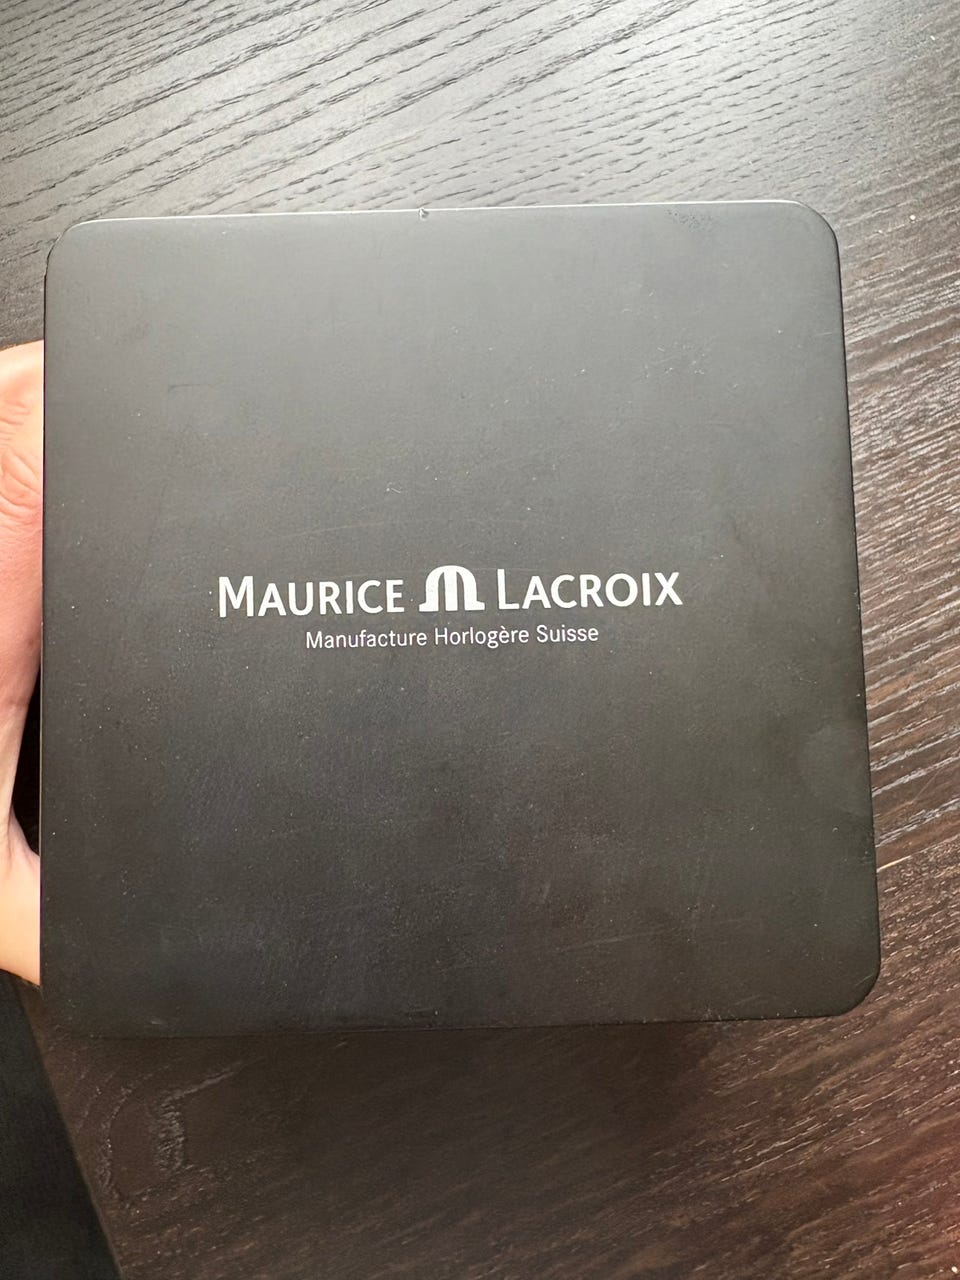 MAURICE LACROIX
Manufacture Horlogère Suisse